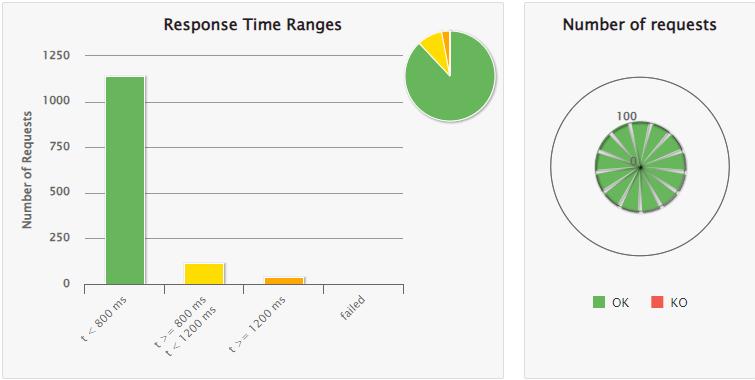 Response Time Ranges
Number of Requests
1250
1000
750
500
250
0
t < 800 ms
t >= 800 ms
t < 1200 ms
t >= 1200 ms
failed
Number of requests
100
0
OK
KO